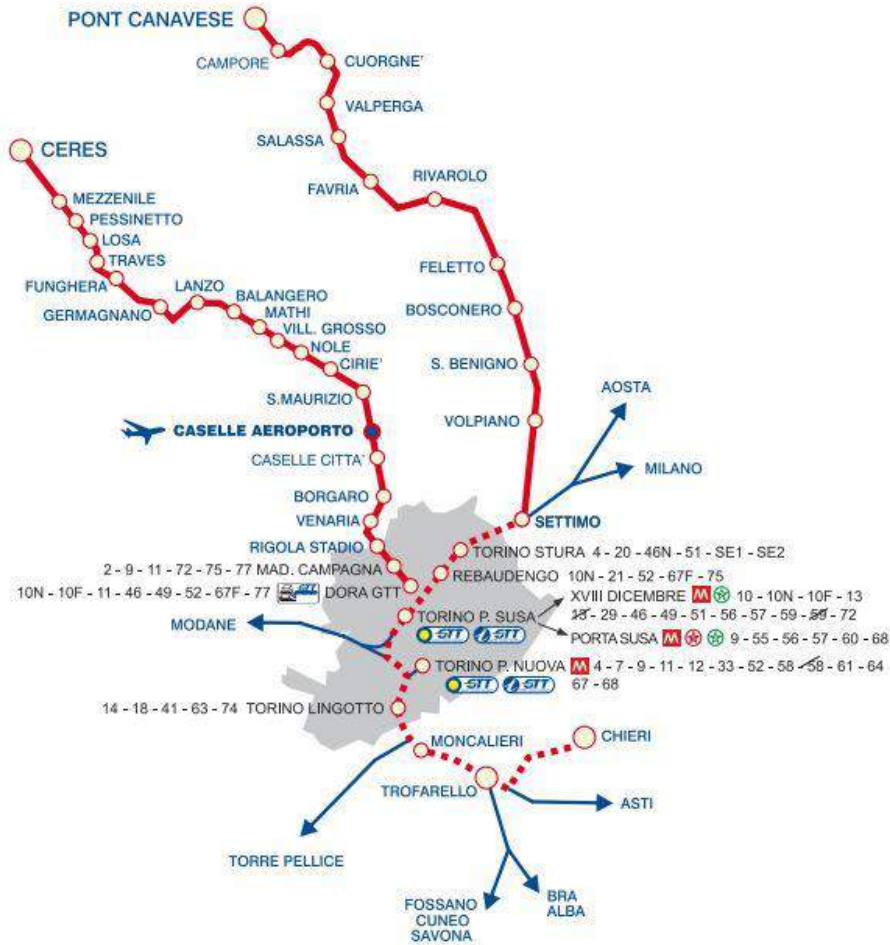 PONT CANAVESE
CAMPORE
CUORGNE'
VALPERGA
SALASSA
CERES
FAVRIA
RIVAROLO
MEZZENILE
PESSINETTO
LOSA
TRAVES
FUNGHERA
GERMAGNANO
LANZO
BALANGERO
MATHI
VILL. GROSSO
NOLE
CIRIE'
FELETTO
BOSCONERO
S. BENIGNO
S.MAURIZIO
AOSTA
VOLPIANO
CASELLE AEROPORTO
CASELLE CITTA'
MILANO
BORGARO
VENARIA
SETTIMO
RIGOLA STADIO
TORINO STURA 4 - 20 - 46N - 51 - SE1 - SE2
2 - 9 - 11 - 72 - 75 - 77 MAD. CAMPAGNA
REBAUDENGO 10N - 21 - 52 - 67F - 75
10N - 10F - 11 - 46 - 49 - 52 - 67F - 77 DORA GTT
XVIII DICEMBRE M 10 - 10N - 10F - 13
TORINO P. SUSA
13 - 29 - 46 - 49 - 51 - 56 - 57 - 59 - 59 - 72
MODANE
GTT GTT
PORTA SUSA M 9 - 55 - 56 - 57 - 60 - 68
TORINO P. NUOVA M 4 - 7 - 9 - 11 - 12 - 33 - 52 - 58 - 58 - 61 - 64
GTT GTT
67 - 68
14 - 18 - 41 - 63 - 74 TORINO LINGOTTO
MONCALIERI
CHIERI
TROFARELLO
ASTI
TORRE PELLICE
FOSSANO
CUNEO
SAVONA
BRA
ALBA